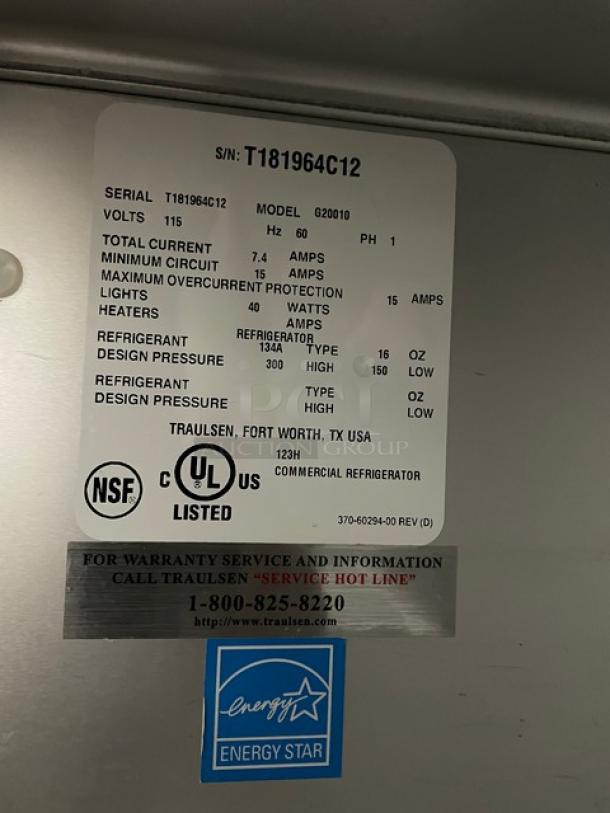 S/N: T181964C12
SERIAL T181964C12 MODEL G20010
VOLTS 115 Hz 60 PH 1
TOTAL CURRENT 7.4 AMPS
MINIMUM CIRCUIT 15 AMPS
MAXIMUM OVERCURRENT PROTECTION 15 AMPS
LIGHTS 40 WATTS
HEATERS AMPS
REFRIGERATOR
REFRIGERANT 134A TYPE 16 OZ
DESIGN PRESSURE 300 HIGH 150 LOW
REFRIGERANT TYPE OZ
DESIGN PRESSURE HIGH LOW
PCI
AUCTION GROUP
TRAULSEN, FORT WORTH, TX USA
123H
COMMERCIAL REFRIGERATOR
NSF®
C UL® US
LISTED
370-60294-00 REV (D)
FOR WARRANTY SERVICE AND INFORMATION
CALL TRAULSEN "SERVICE HOT LINE"
1-800-825-8220
http://www.traulsen.com
energy
ENERGY STAR